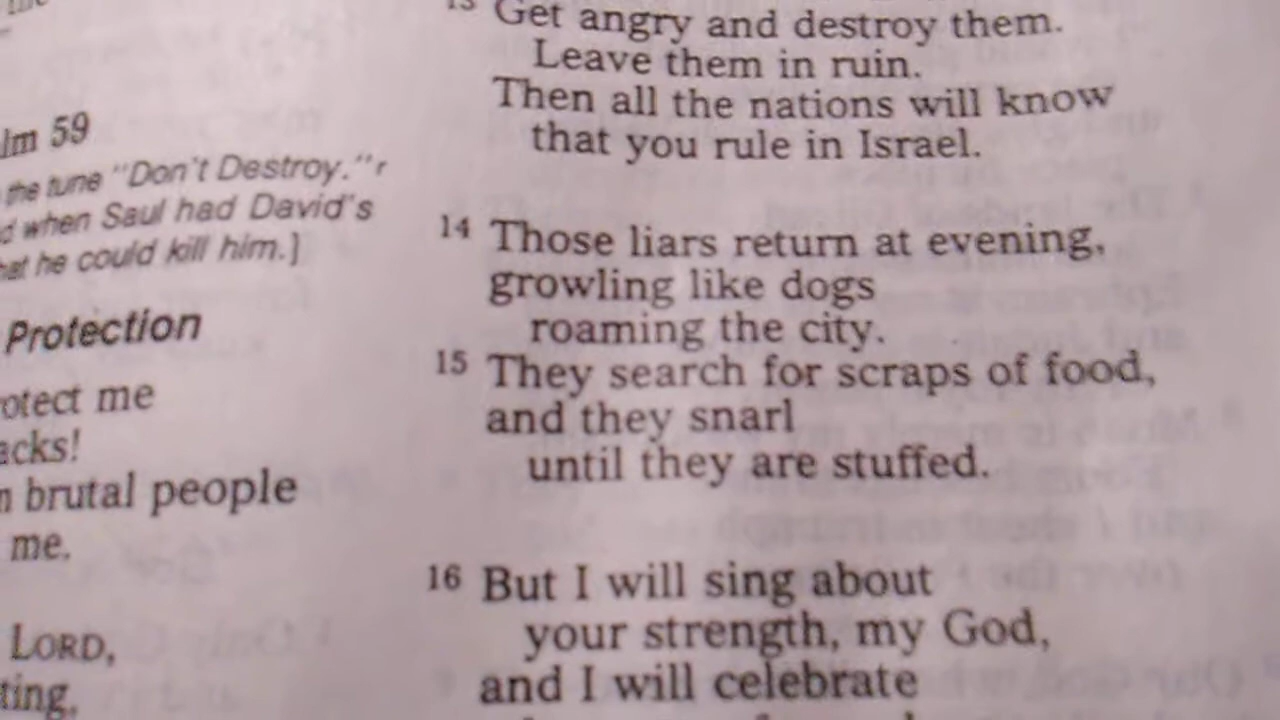 lm 59
the tune "Don't Destroy."r
d when Saul had David's
hat he could kill him.]
Protection
otect me
acks!
n brutal people
me.
LORD,
ting,
13 Get angry and destroy them.
Leave them in ruin.
Then all the nations will know
that you rule in Israel.
14 Those liars return at evening,
growling like dogs
roaming the city.
15 They search for scraps of food,
and they snarl
until they are stuffed.
16 But I will sing about
your strength, my God,
and I will celebrate